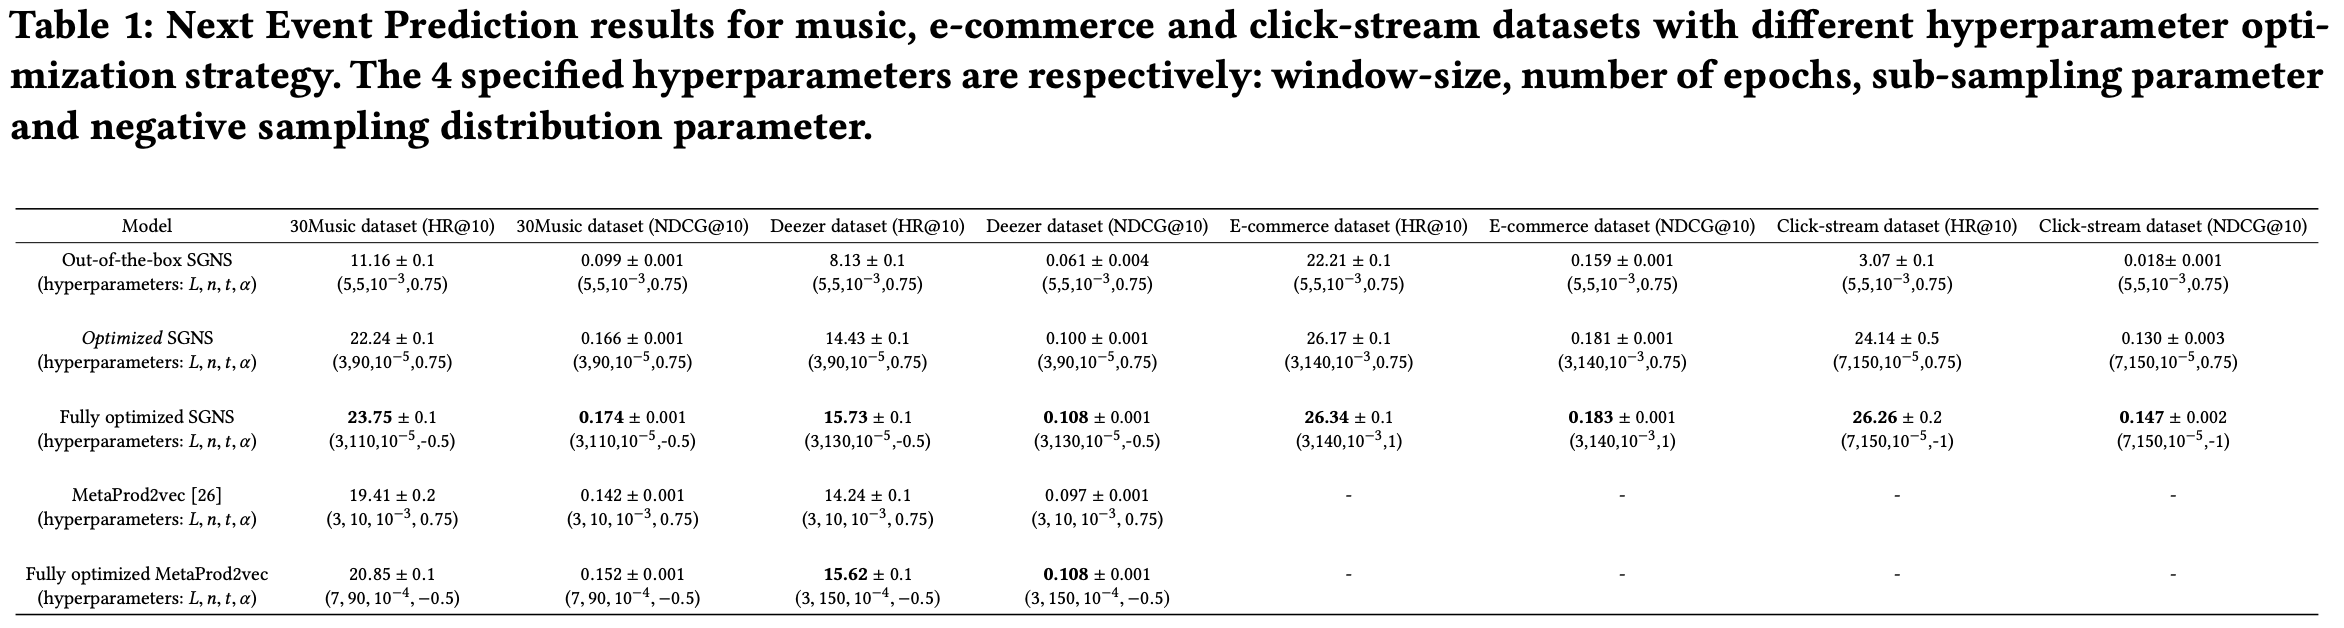 Table 1: Next Event Prediction results for music, e-commerce and click-stream datasets with different hyperparameter opti-
mization strategy. The 4 specified hyperparameters are respectively: window-size, number of epochs, sub-sampling parameter
and negative sampling distribution parameter.
Model 30Music dataset (HR@10) 30Music dataset (NDCG@10) Deezer dataset (HR@10) Deezer dataset (NDCG@10) E-commerce dataset (HR@10) E-commerce dataset (NDCG@10) Click-stream dataset (HR@10) Click-stream dataset (NDCG@10)
Out-of-the-box SGNS 11.16 ± 0.1 0.099 ± 0.001 8.13 ± 0.1 0.061 ± 0.004 22.21 ± 0.1 0.159 ± 0.001 3.07 ± 0.1 0.018± 0.001
(hyperparameters: L, n, t, α) (5,5,10⁻³,0.75) (5,5,10⁻³,0.75) (5,5,10⁻³,0.75) (5,5,10⁻³,0.75) (5,5,10⁻³,0.75) (5,5,10⁻³,0.75) (5,5,10⁻³,0.75) (5,5,10⁻³,0.75)
Optimized SGNS 22.24 ± 0.1 0.166 ± 0.001 14.43 ± 0.1 0.100 ± 0.001 26.17 ± 0.1 0.181 ± 0.001 24.14 ± 0.5 0.130 ± 0.003
(hyperparameters: L, n, t, α) (3,90,10⁻⁵,0.75) (3,90,10⁻⁵,0.75) (3,90,10⁻⁵,0.75) (3,90,10⁻⁵,0.75) (3,140,10⁻³,0.75) (3,140,10⁻³,0.75) (7,150,10⁻⁵,0.75) (7,150,10⁻⁵,0.75)
Fully optimized SGNS 23.75 ± 0.1 0.174 ± 0.001 15.73 ± 0.1 0.108 ± 0.001 26.34 ± 0.1 0.183 ± 0.001 26.26 ± 0.2 0.147 ± 0.002
(hyperparameters: L, n, t, α) (3,110,10⁻⁵,-0.5) (3,110,10⁻⁵,-0.5) (3,130,10⁻⁵,-0.5) (3,130,10⁻⁵,-0.5) (3,140,10⁻³,1) (3,140,10⁻³,1) (7,150,10⁻⁵,-1) (7,150,10⁻⁵,-1)
MetaProd2vec [26] 19.41 ± 0.2 0.142 ± 0.001 14.24 ± 0.1 0.097 ± 0.001 - - - -
(hyperparameters: L, n, t, α) (3, 10, 10⁻³, 0.75) (3, 10, 10⁻³, 0.75) (3, 10, 10⁻³, 0.75) (3, 10, 10⁻³, 0.75)
Fully optimized MetaProd2vec 20.85 ± 0.1 0.152 ± 0.001 15.62 ± 0.1 0.108 ± 0.001 - - - -
(hyperparameters: L, n, t, α) (7, 90, 10⁻⁴, −0.5) (7, 90, 10⁻⁴, −0.5) (3, 150, 10⁻⁴, −0.5) (3, 150, 10⁻⁴, −0.5)